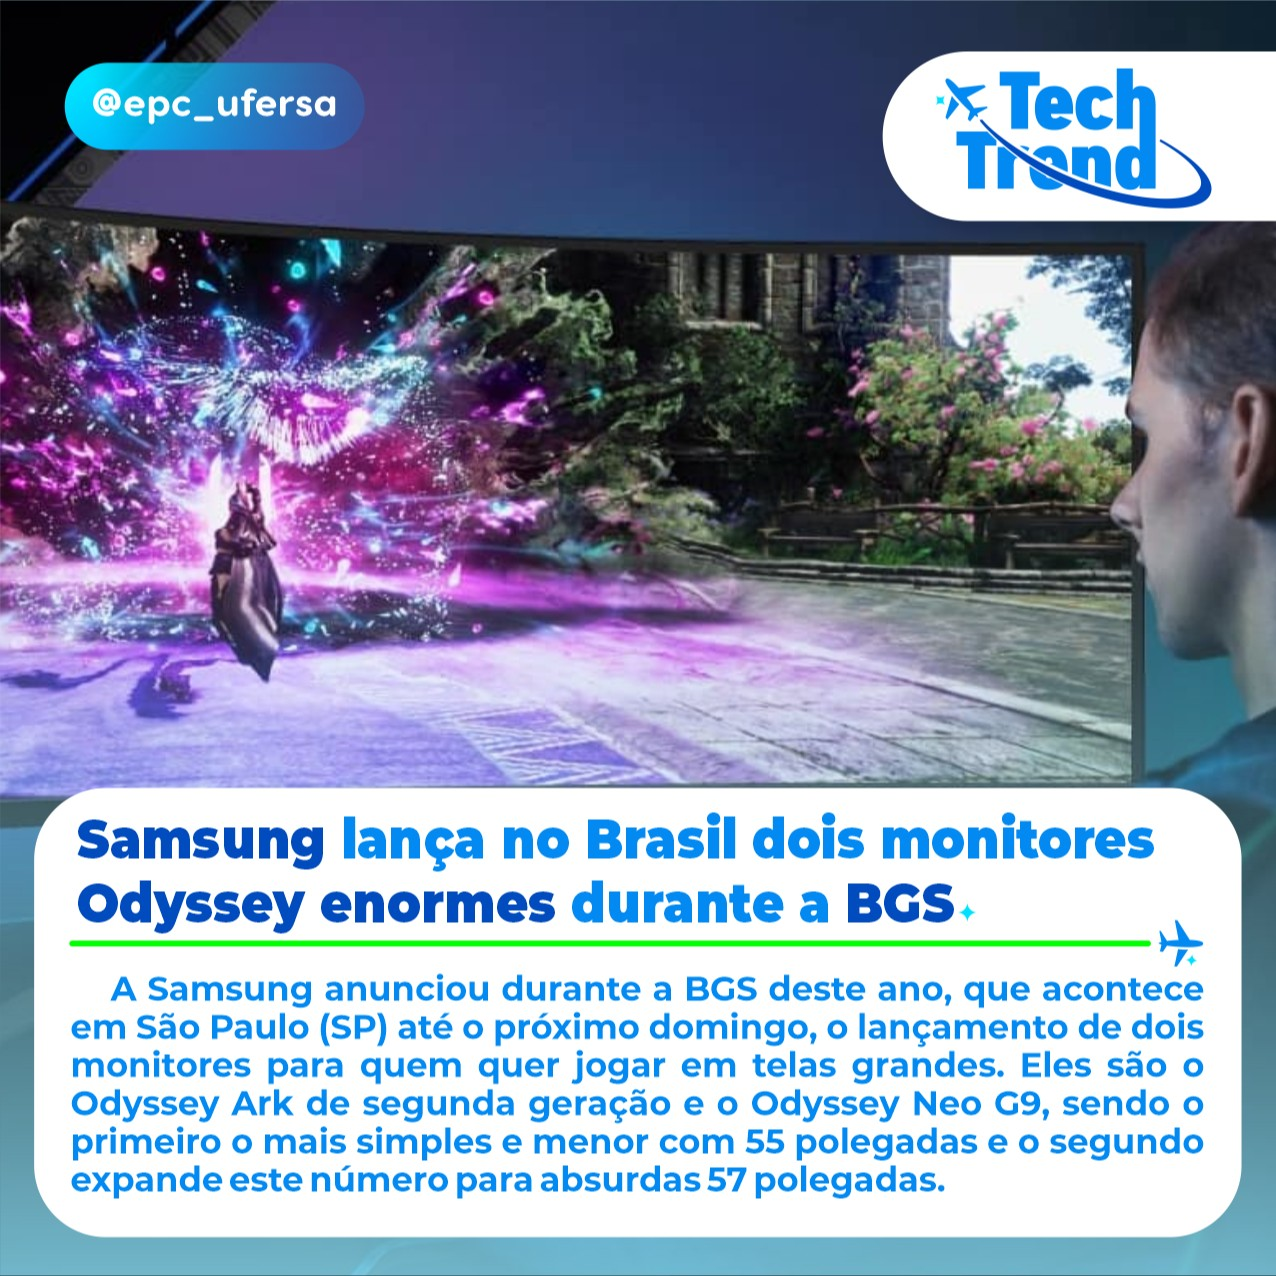 @epc_ufersa
Tech
Trend
Samsung lança no Brasil dois monitores
Odyssey enormes durante a BGS
A Samsung anunciou durante a BGS deste ano, que acontece
em São Paulo (SP) até o próximo domingo, o lançamento de dois
monitores para quem quer jogar em telas grandes. Eles são o
Odyssey Ark de segunda geração e o Odyssey Neo G9, sendo o
primeiro o mais simples e menor com 55 polegadas e o segundo
expande este número para absurdas 57 polegadas.